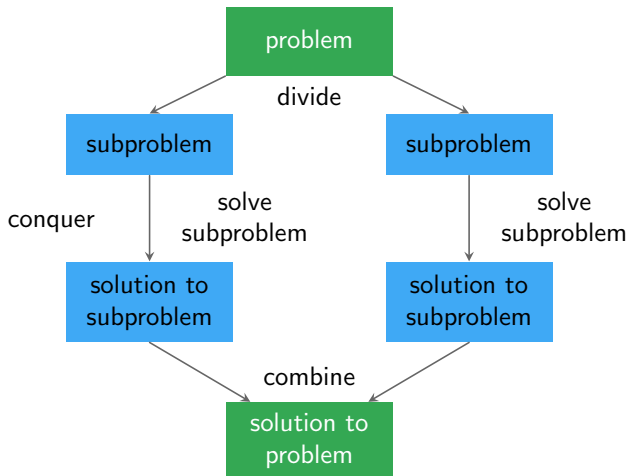 problem
divide
subproblem
subproblem
conquer
solve
subproblem
solve
subproblem
solution to
subproblem
solution to
subproblem
combine
solution to
problem